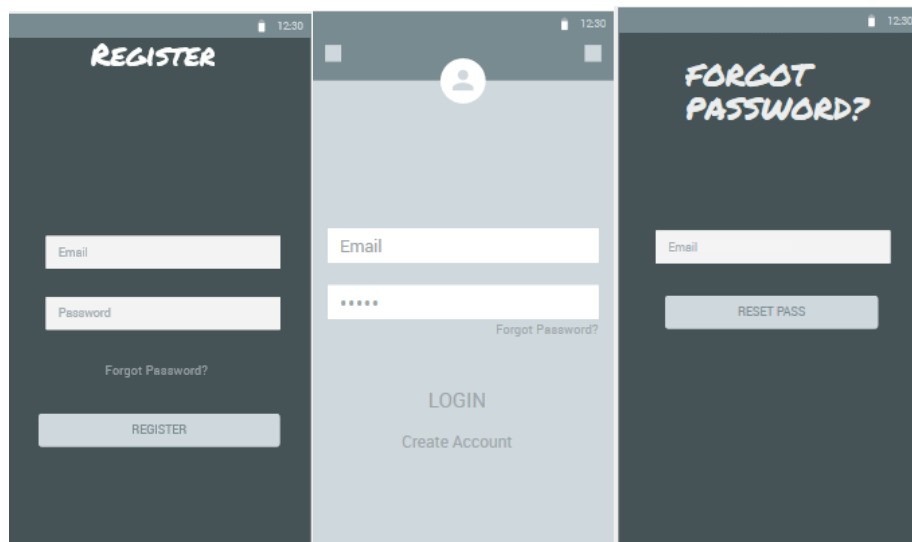 12:30
REGISTER
Email
Password
Forgot Password?
REGISTER
12:30
Email
•••••
Forgot Password?
LOGIN
Create Account
12:30
FORGOT
PASSWORD?
Email
RESET PASS